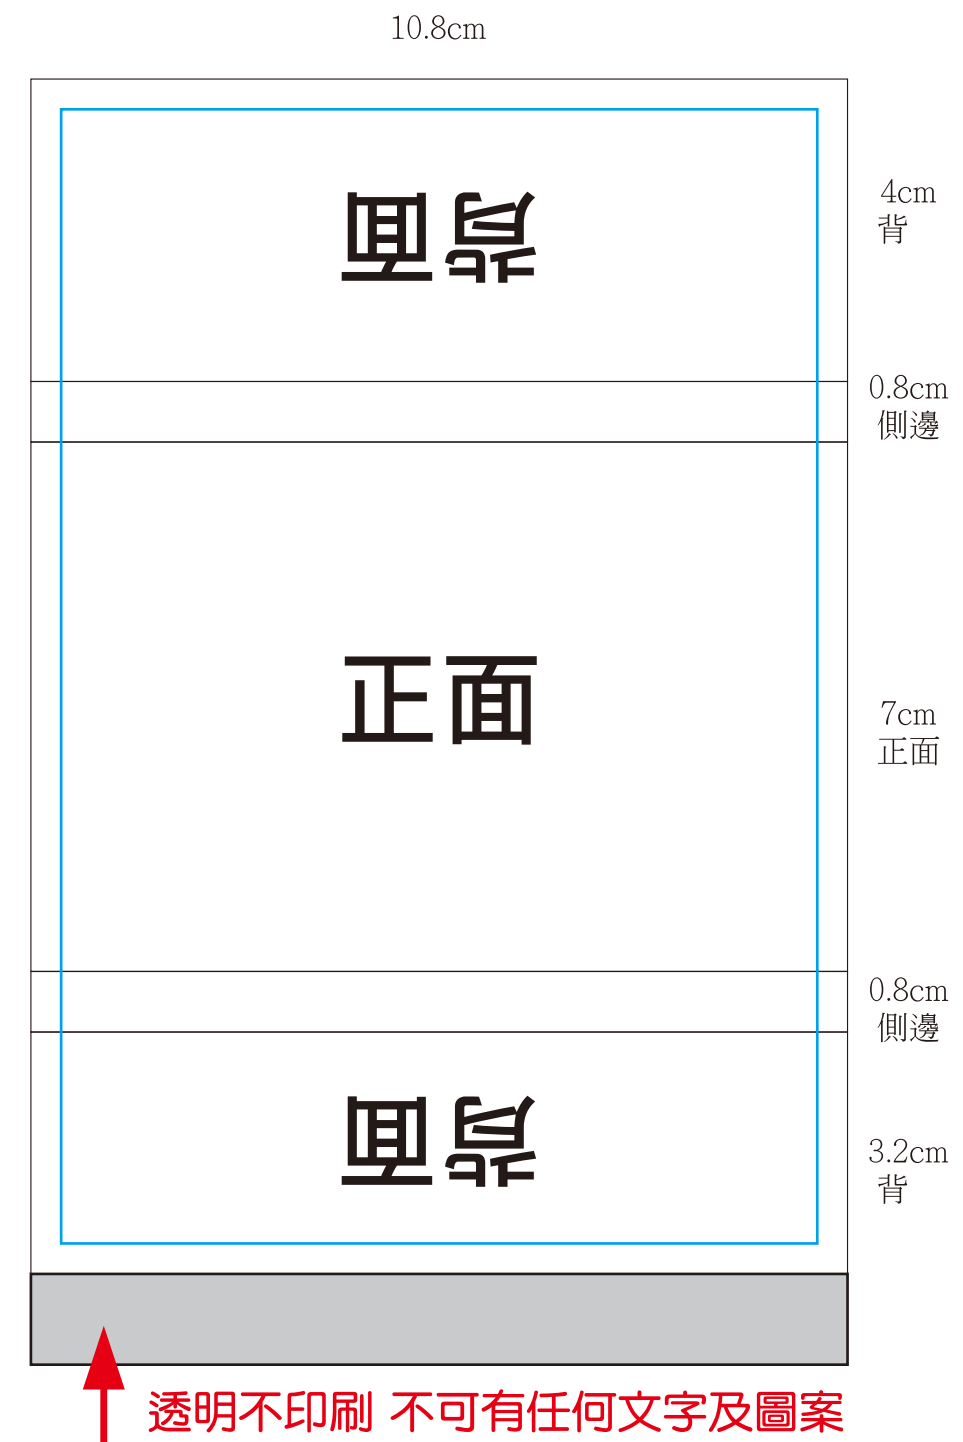 10.8cm
背面
4cm
背
0.8cm
側邊
正面
7cm
正面
0.8cm
側邊
背面
3.2cm
背
透明不印刷 不可有任何文字及圖案